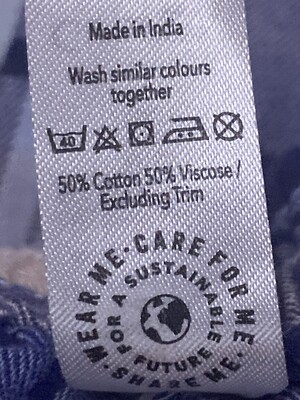 Made in India
Wash similar colours
together
40
50% Cotton 50% Viscose /
Excluding Trim
WEAR ME · CARE FOR ME · SHARE ME ·
FOR A SUSTAINABLE FUTURE